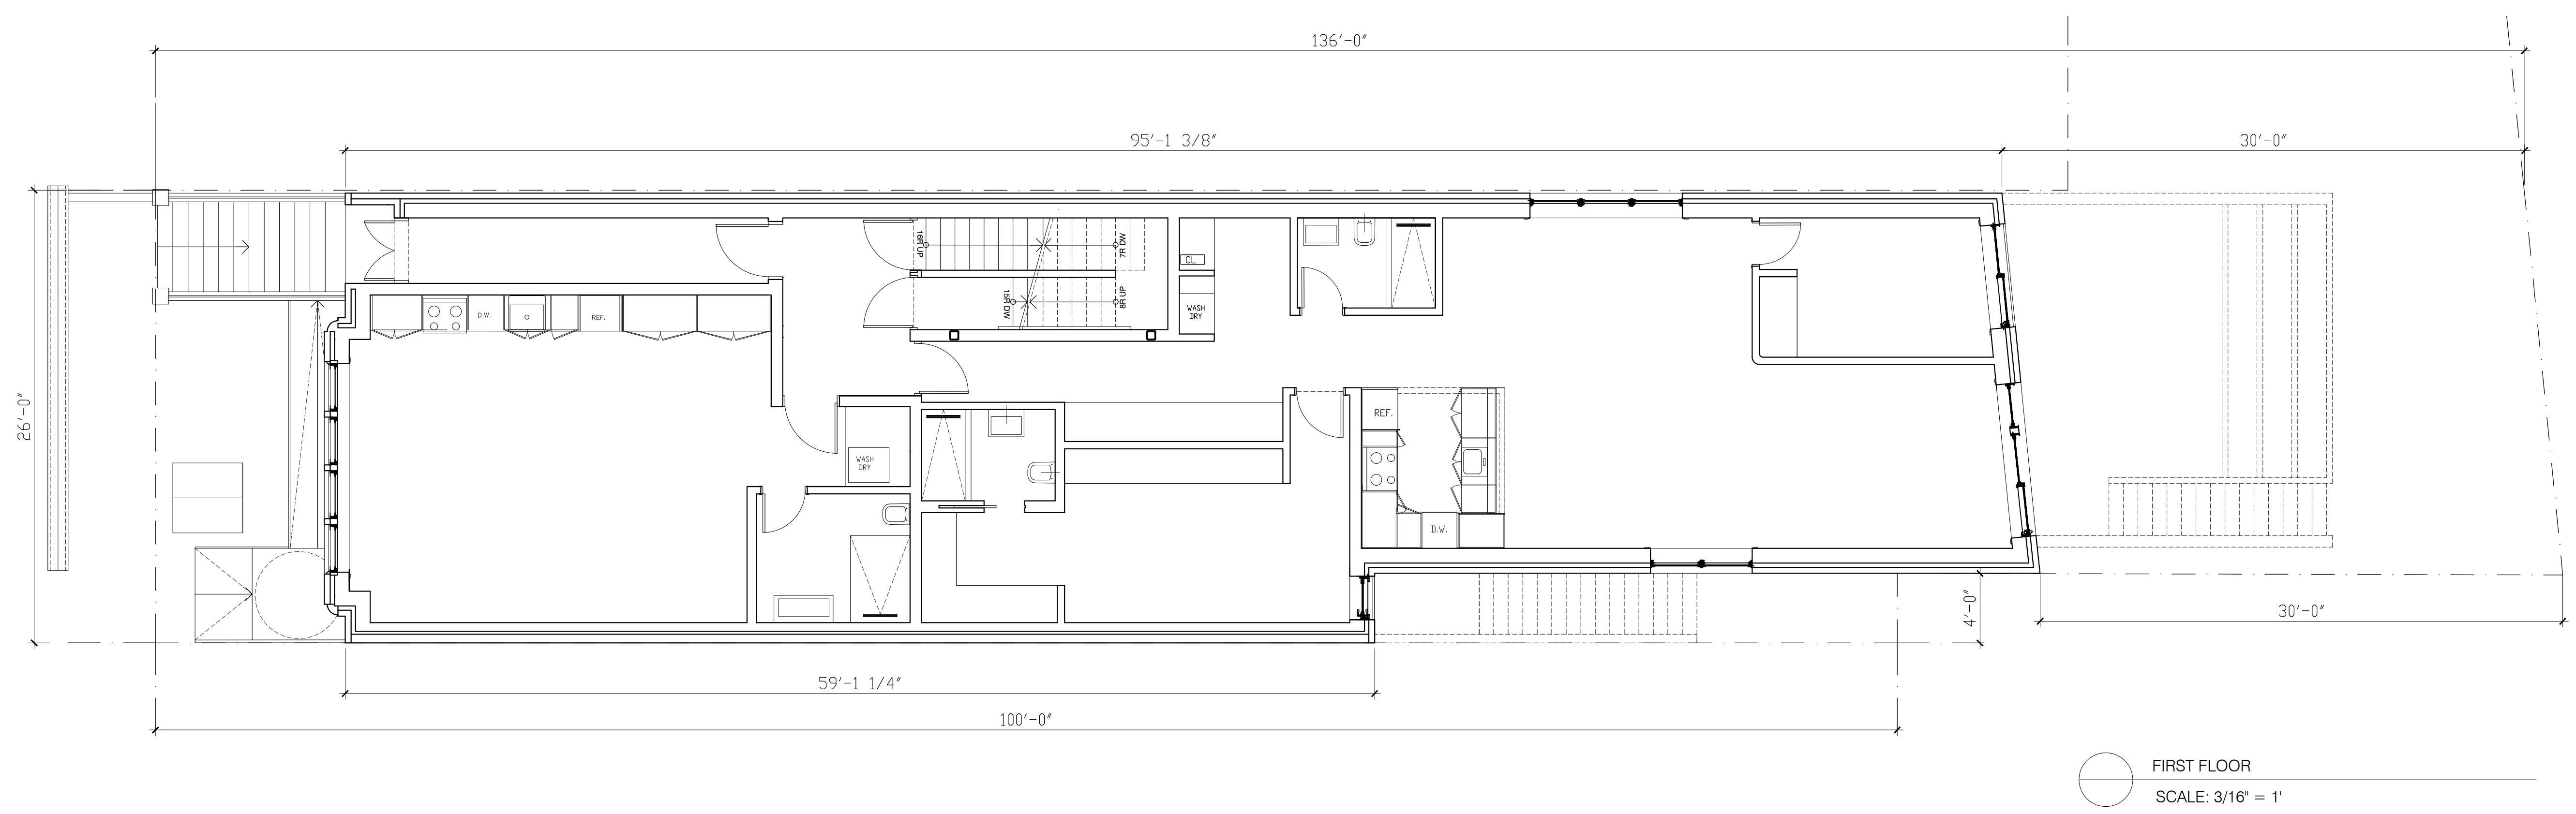 136'-0"
95'-1 3/8"
30'-0"
16R UP
7R DW
CL
15R DW
8R UP
WASH
DRY
D.W.
REF.
26'-0"
REF.
WASH
DRY
D.W.
4'-0"
30'-0"
59'-1 1/4"
100'-0"
FIRST FLOOR
SCALE: 3/16" = 1'